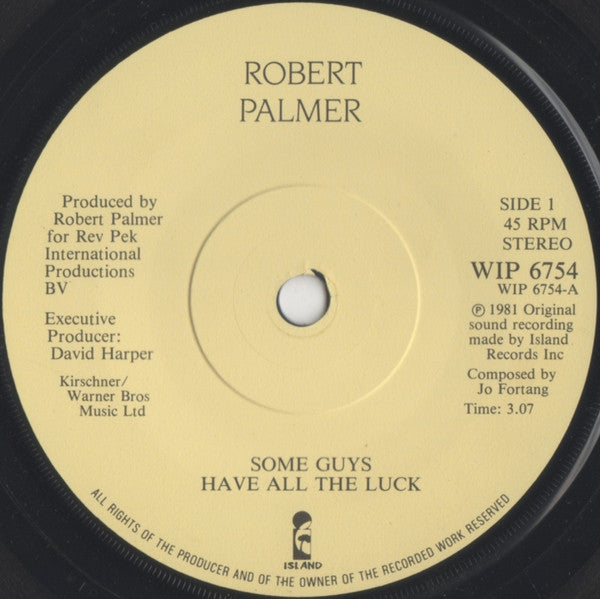 ROBERT
PALMER
Produced by
Robert Palmer
for Rev Pek
International
Productions
BV
Executive
Producer:
David Harper
Kirschner/
Warner Bros
Music Ltd
SIDE 1
45 RPM
STEREO
WIP 6754
WIP 6754-A
℗ 1981 Original
sound recording
made by Island
Records Inc
Composed by
Jo Fortang
Time: 3.07
SOME GUYS
HAVE ALL THE LUCK
ISLAND
ALL RIGHTS OF THE PRODUCER AND OF THE OWNER OF THE RECORDED WORK RESERVED